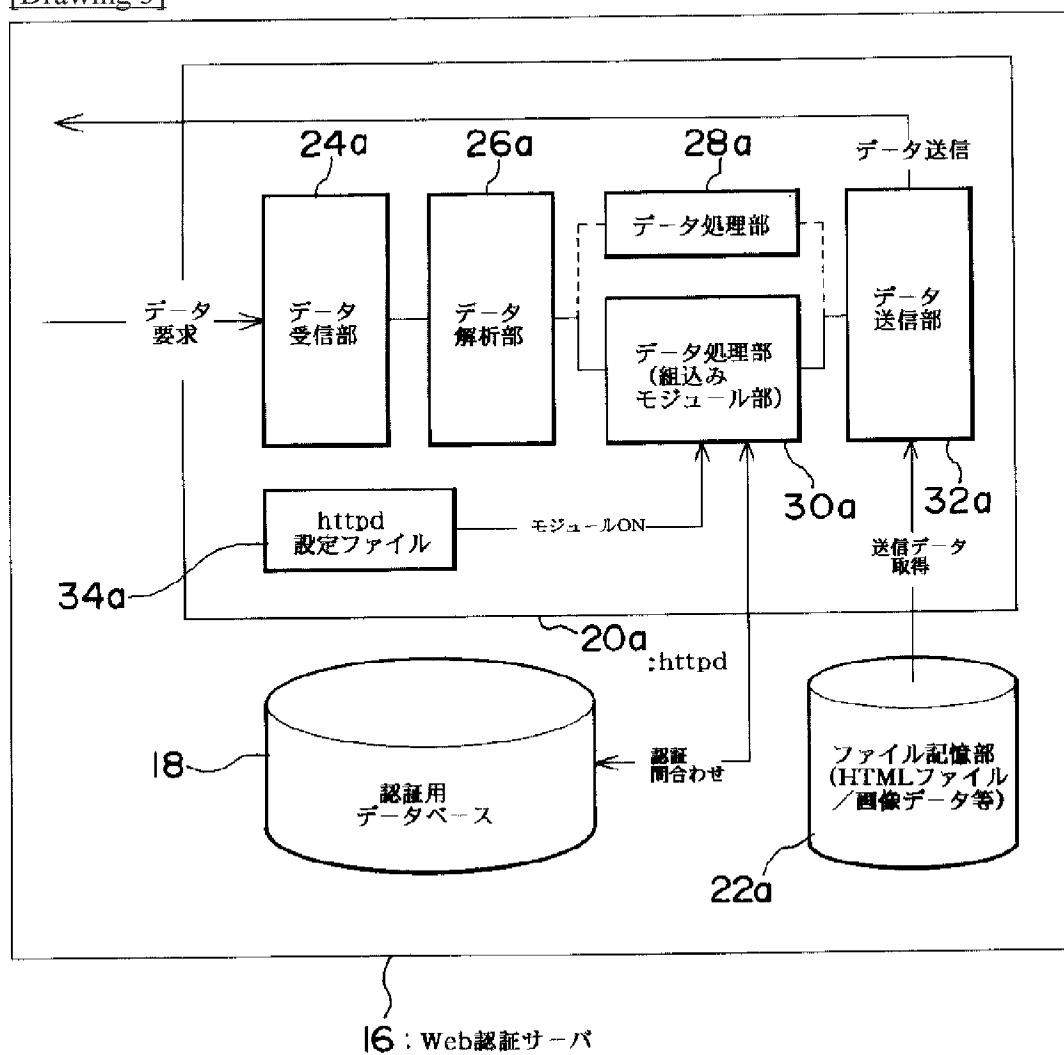 [Drawing 3]
24a
26a
28a
データ送信
データ処理部
データ
要求
データ
受信部
データ
解析部
データ処理部
(組込み
モジュール部)
データ
送信部
30a
32a
httpd
設定ファイル
モジュールON
送信データ
取得
34a
20a
:httpd
18
認証用
データベース
認証
問合わせ
ファイル記憶部
(HTMLファイル
/画像データ等)
22a
16:Web認証サーバ